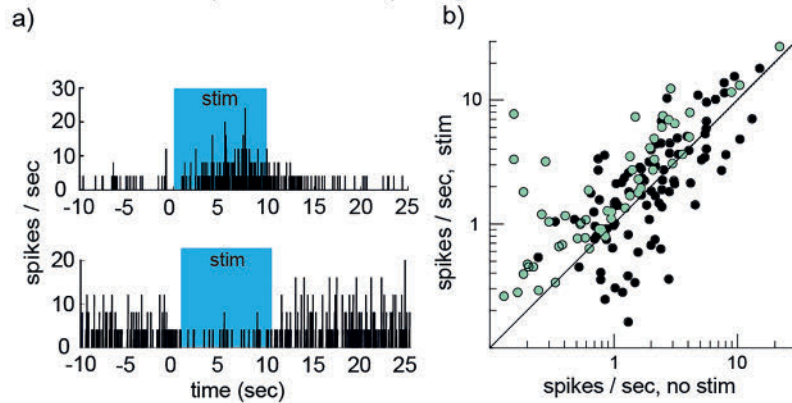 a)
b)
30
20
10
0
stim
-10 -5 0 5 10 15 20 25
spikes / sec
20
10
0
stim
-10 -5 0 5 10 15 20 25
time (sec)
spikes / sec, stim
10
1
1 10
spikes / sec, no stim